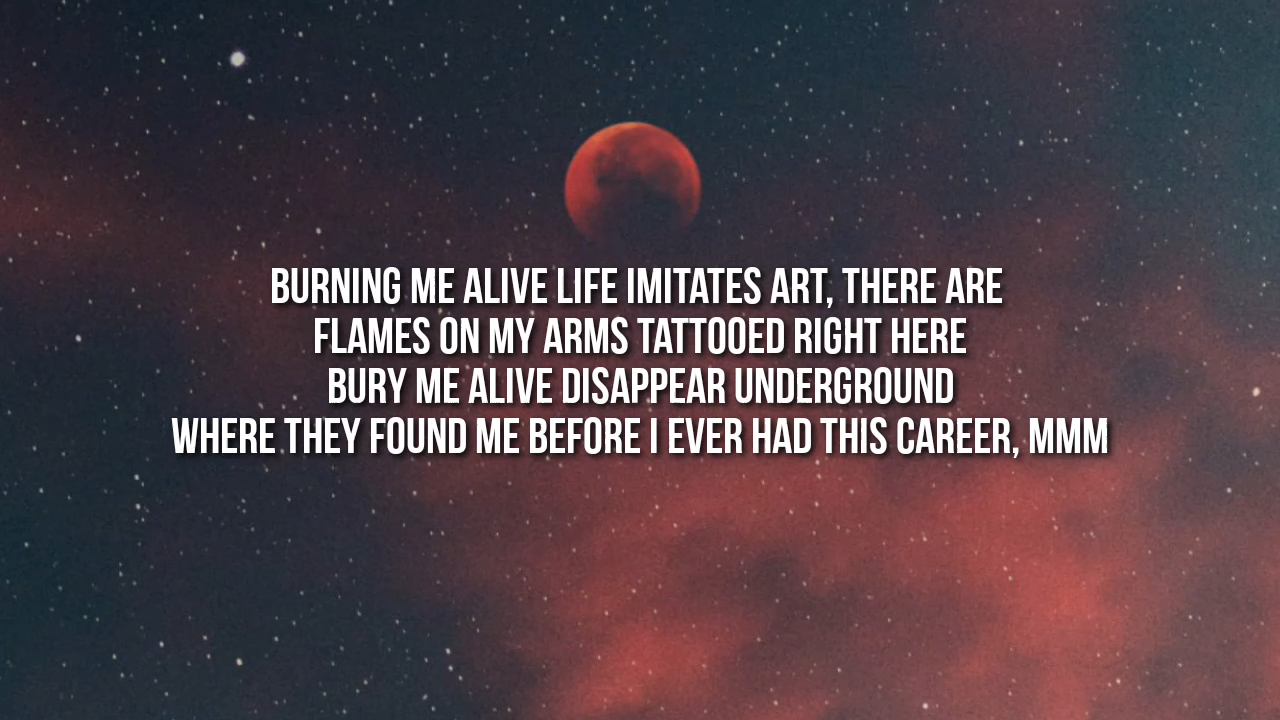 BURNING ME ALIVE LIFE IMITATES ART, THERE ARE
FLAMES ON MY ARMS TATTOOED RIGHT HERE
BURY ME ALIVE DISAPPEAR UNDERGROUND
WHERE THEY FOUND ME BEFORE I EVER HAD THIS CAREER, MMM